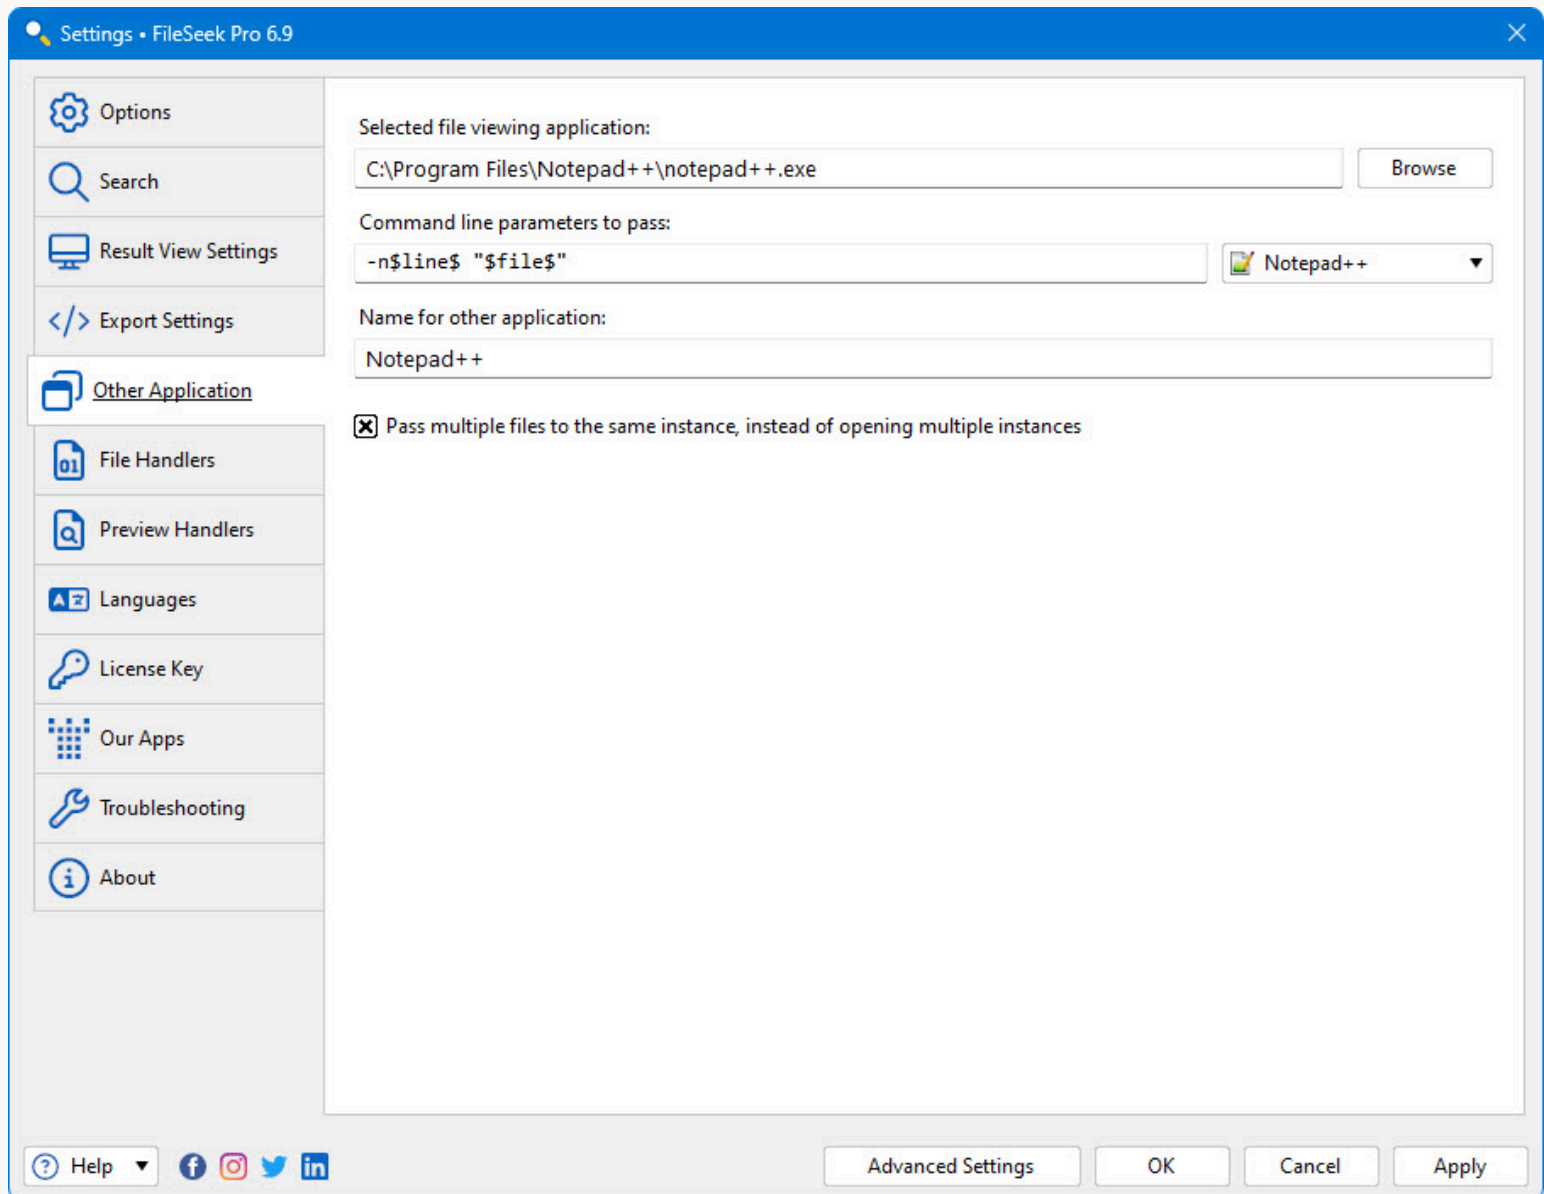 Settings • FileSeek Pro 6.9
Options
Search
Result View Settings
Export Settings
Other Application
File Handlers
Preview Handlers
Languages
License Key
Our Apps
Troubleshooting
About
Selected file viewing application:
C:\Program Files\Notepad++\notepad++.exe
Browse
Command line parameters to pass:
-n$line$ "$file$"
Notepad++
Name for other application:
Notepad++
Pass multiple files to the same instance, instead of opening multiple instances
Help
Advanced Settings
OK
Cancel
Apply